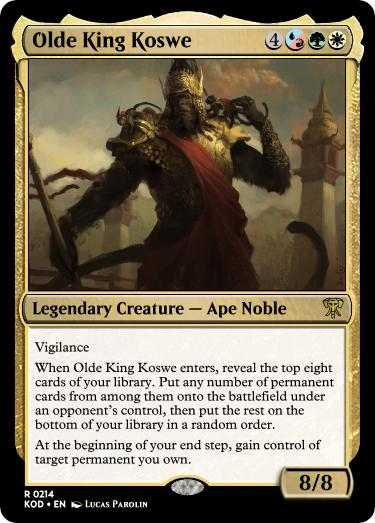 Olde King Koswe 4
Legendary Creature — Ape Noble
Vigilance
When Olde King Koswe enters, reveal the top eight
cards of your library. Put any number of permanent
cards from among them onto the battlefield under
an opponent's control, then put the rest on the
bottom of your library in a random order.
At the beginning of your end step, gain control of
target permanent you own.
8/8
R 0214
KOD • EN Lucas Parolin